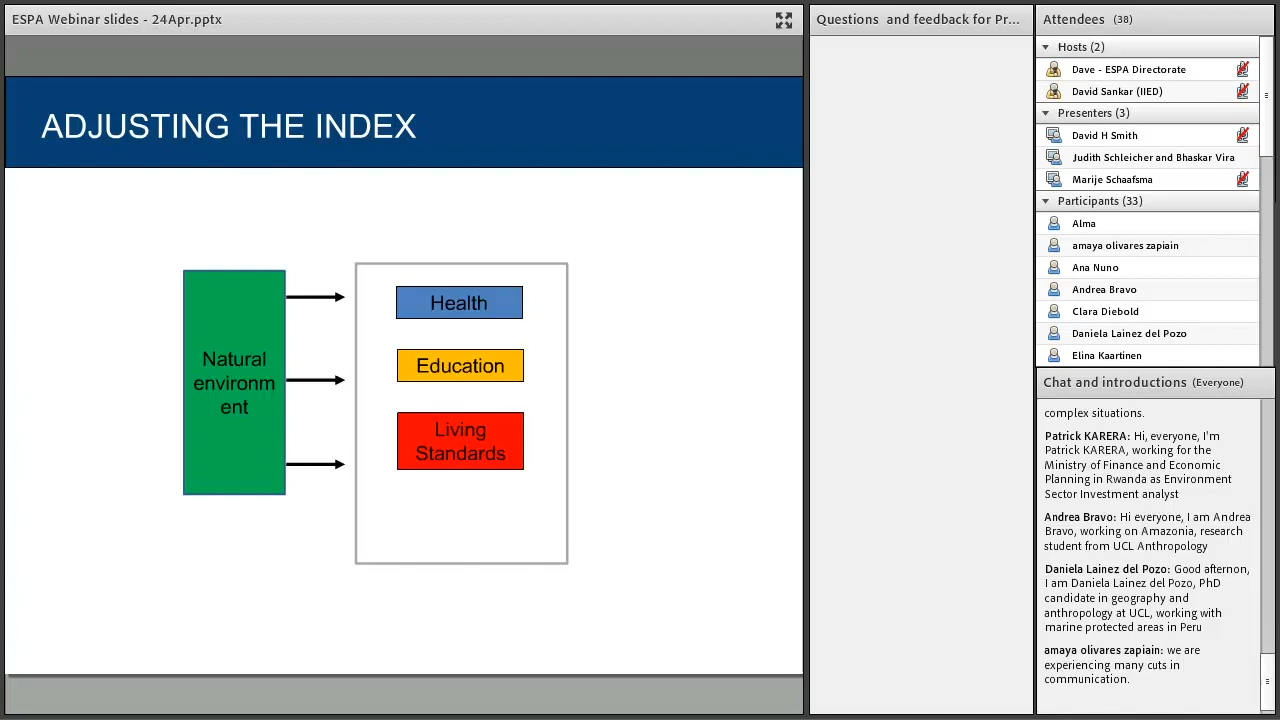 ESPA Webinar slides - 24Apr.pptx
ADJUSTING THE INDEX
Natural
environm
ent
Health
Education
Living
Standards
Questions and feedback for Pr...
Attendees (38)
Hosts (2)
Dave - ESPA Directorate
David Sankar (IIED)
Presenters (3)
David H Smith
Judith Schleicher and Bhaskar Vira
Marije Schaafsma
Participants (33)
Alma
amaya olivares zapiain
Ana Nuno
Andrea Bravo
Clara Diebold
Daniela Lainez del Pozo
Elina Kaartinen
Chat and introductions (Everyone)
complex situations.
Patrick KARERA: Hi, everyone, I'm
Patrick KARERA, working for the
Ministry of Finance and Economic
Planning in Rwanda as Environment
Sector Investment analyst
Andrea Bravo: Hi everyone, I am Andrea
Bravo, working on Amazonia, research
student from UCL Anthropology
Daniela Lainez del Pozo: Good afternon,
I am Daniela Lainez del Pozo, PhD
candidate in geography and
anthropology at UCL, working with
marine protected areas in Peru
amaya olivares zapiain: we are
experiencing many cuts in
communication.